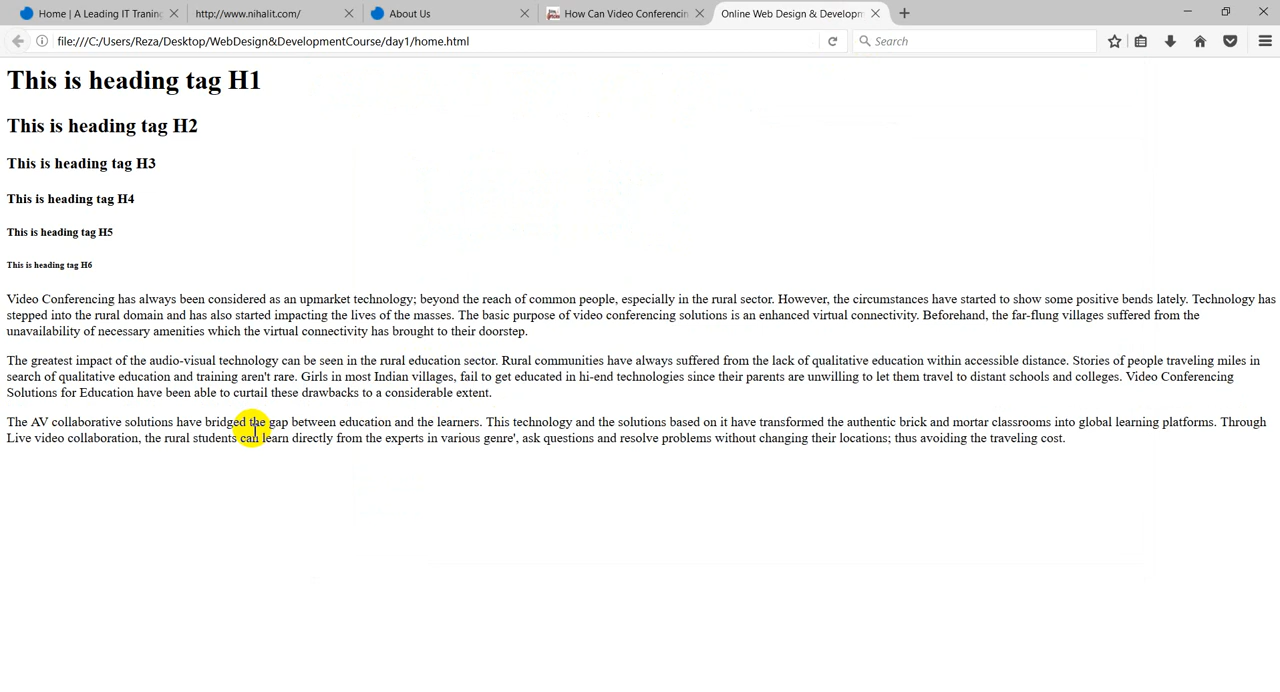 Home | A Leading IT Traning
http://www.nihalit.com/
About Us
How Can Video Conferencin
Online Web Design & Developm
file:///C:/Users/Reza/Desktop/WebDesign&DevelopmentCourse/day1/home.html
Search
This is heading tag H1
This is heading tag H2
This is heading tag H3
This is heading tag H4
This is heading tag H5
This is heading tag H6
Video Conferencing has always been considered as an upmarket technology; beyond the reach of common people, especially in the rural sector. However, the circumstances have started to show some positive bends lately. Technology has
stepped into the rural domain and has also started impacting the lives of the masses. The basic purpose of video conferencing solutions is an enhanced virtual connectivity. Beforehand, the far-flung villages suffered from the
unavailability of necessary amenities which the virtual connectivity has brought to their doorstep.
The greatest impact of the audio-visual technology can be seen in the rural education sector. Rural communities have always suffered from the lack of qualitative education within accessible distance. Stories of people traveling miles in
search of qualitative education and training aren't rare. Girls in most Indian villages, fail to get educated in hi-end technologies since their parents are unwilling to let them travel to distant schools and colleges. Video Conferencing
Solutions for Education have been able to curtail these drawbacks to a considerable extent.
The AV collaborative solutions have bridged the gap between education and the learners. This technology and the solutions based on it have transformed the authentic brick and mortar classrooms into global learning platforms. Through
Live video collaboration, the rural students can learn directly from the experts in various genre', ask questions and resolve problems without changing their locations; thus avoiding the traveling cost.